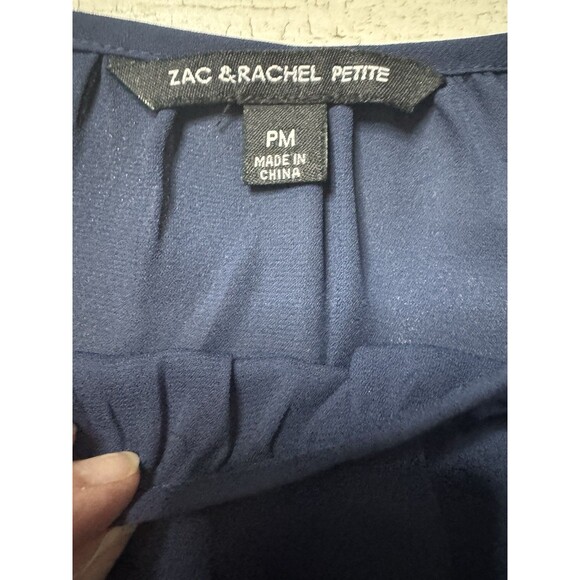 ZAC &RACHEL PETITE
PM
MADE IN
CHINA